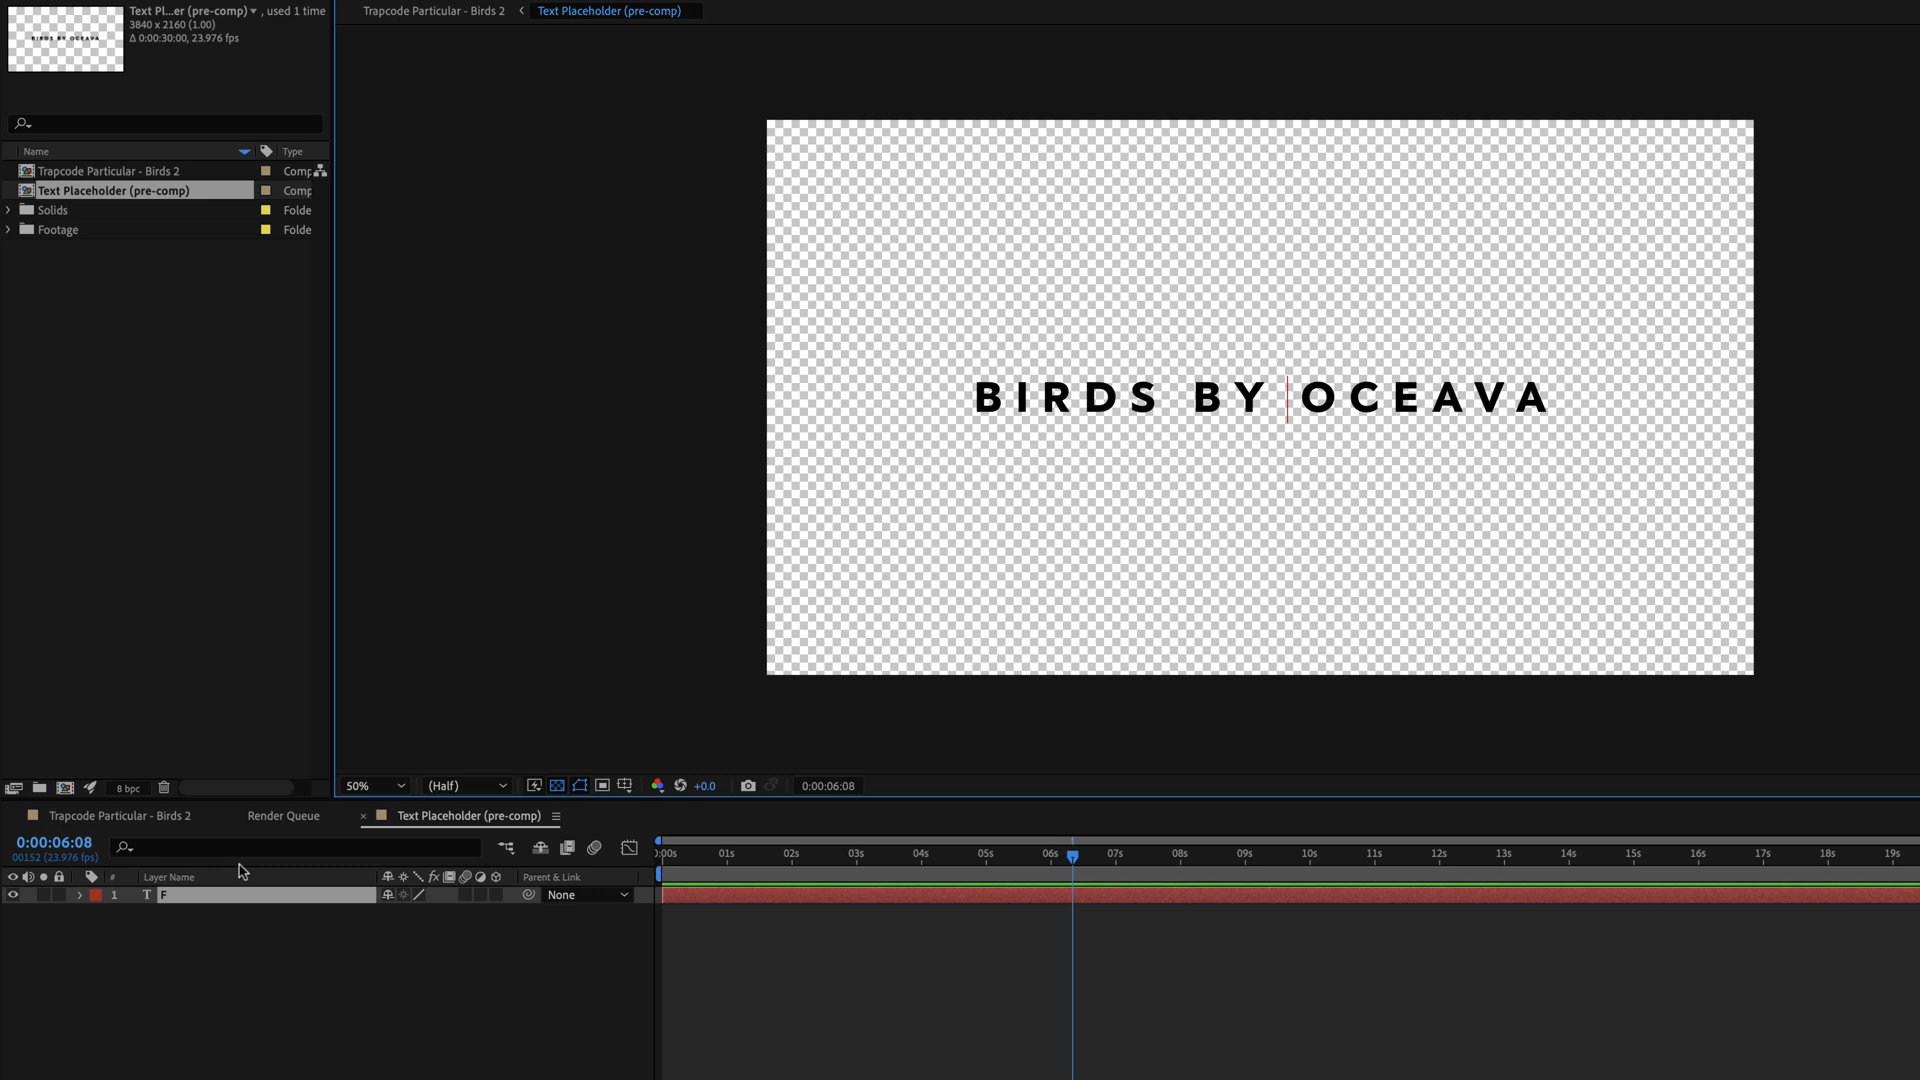 Text Pl...er (pre-comp) , used 1 time
3840 x 2160 (1.00)
Δ 0:00:30:00, 23.976 fps
BIRDS BY OCEAVA
Name Type
Trapcode Particular - Birds 2 Comp
Text Placeholder (pre-comp) Comp
Solids Folde
Footage Folde
8 bpc
Trapcode Particular - Birds 2 Text Placeholder (pre-comp)
BIRDS BY OCEAVA
50% (Half) +0.0 0:00:06:08
Trapcode Particular - Birds 2 Render Queue × Text Placeholder (pre-comp)
0:00:06:08
00152 (23.976 fps)
# Layer Name fx Parent & Link
1 T F None
0:00s 01s 02s 03s 04s 05s 06s 07s 08s 09s 10s 11s 12s 13s 14s 15s 16s 17s 18s 19s